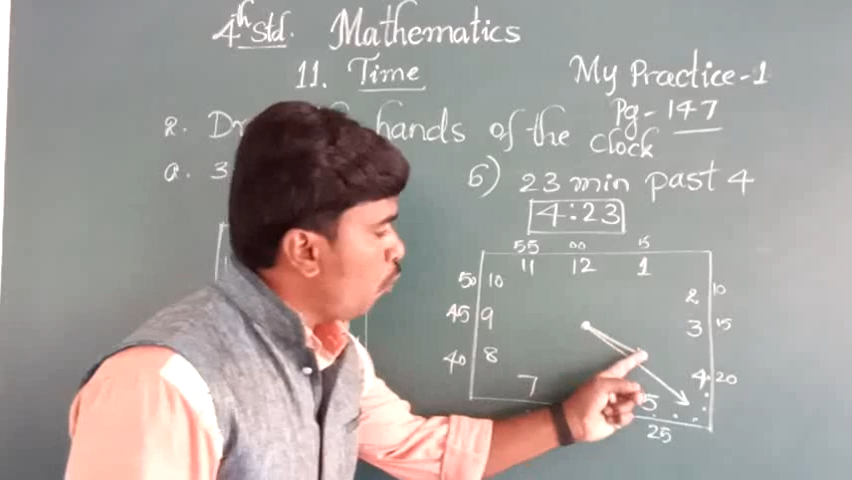 4th Std. Mathematics
11. Time
My Practice-1
Pg-147
2. hands of the clock
a. 3
b) 23 min past 4
4:23
55 00 15
11 12 1
50 10 2 10
45 9 3 15
40 8 4 20
7 5
25